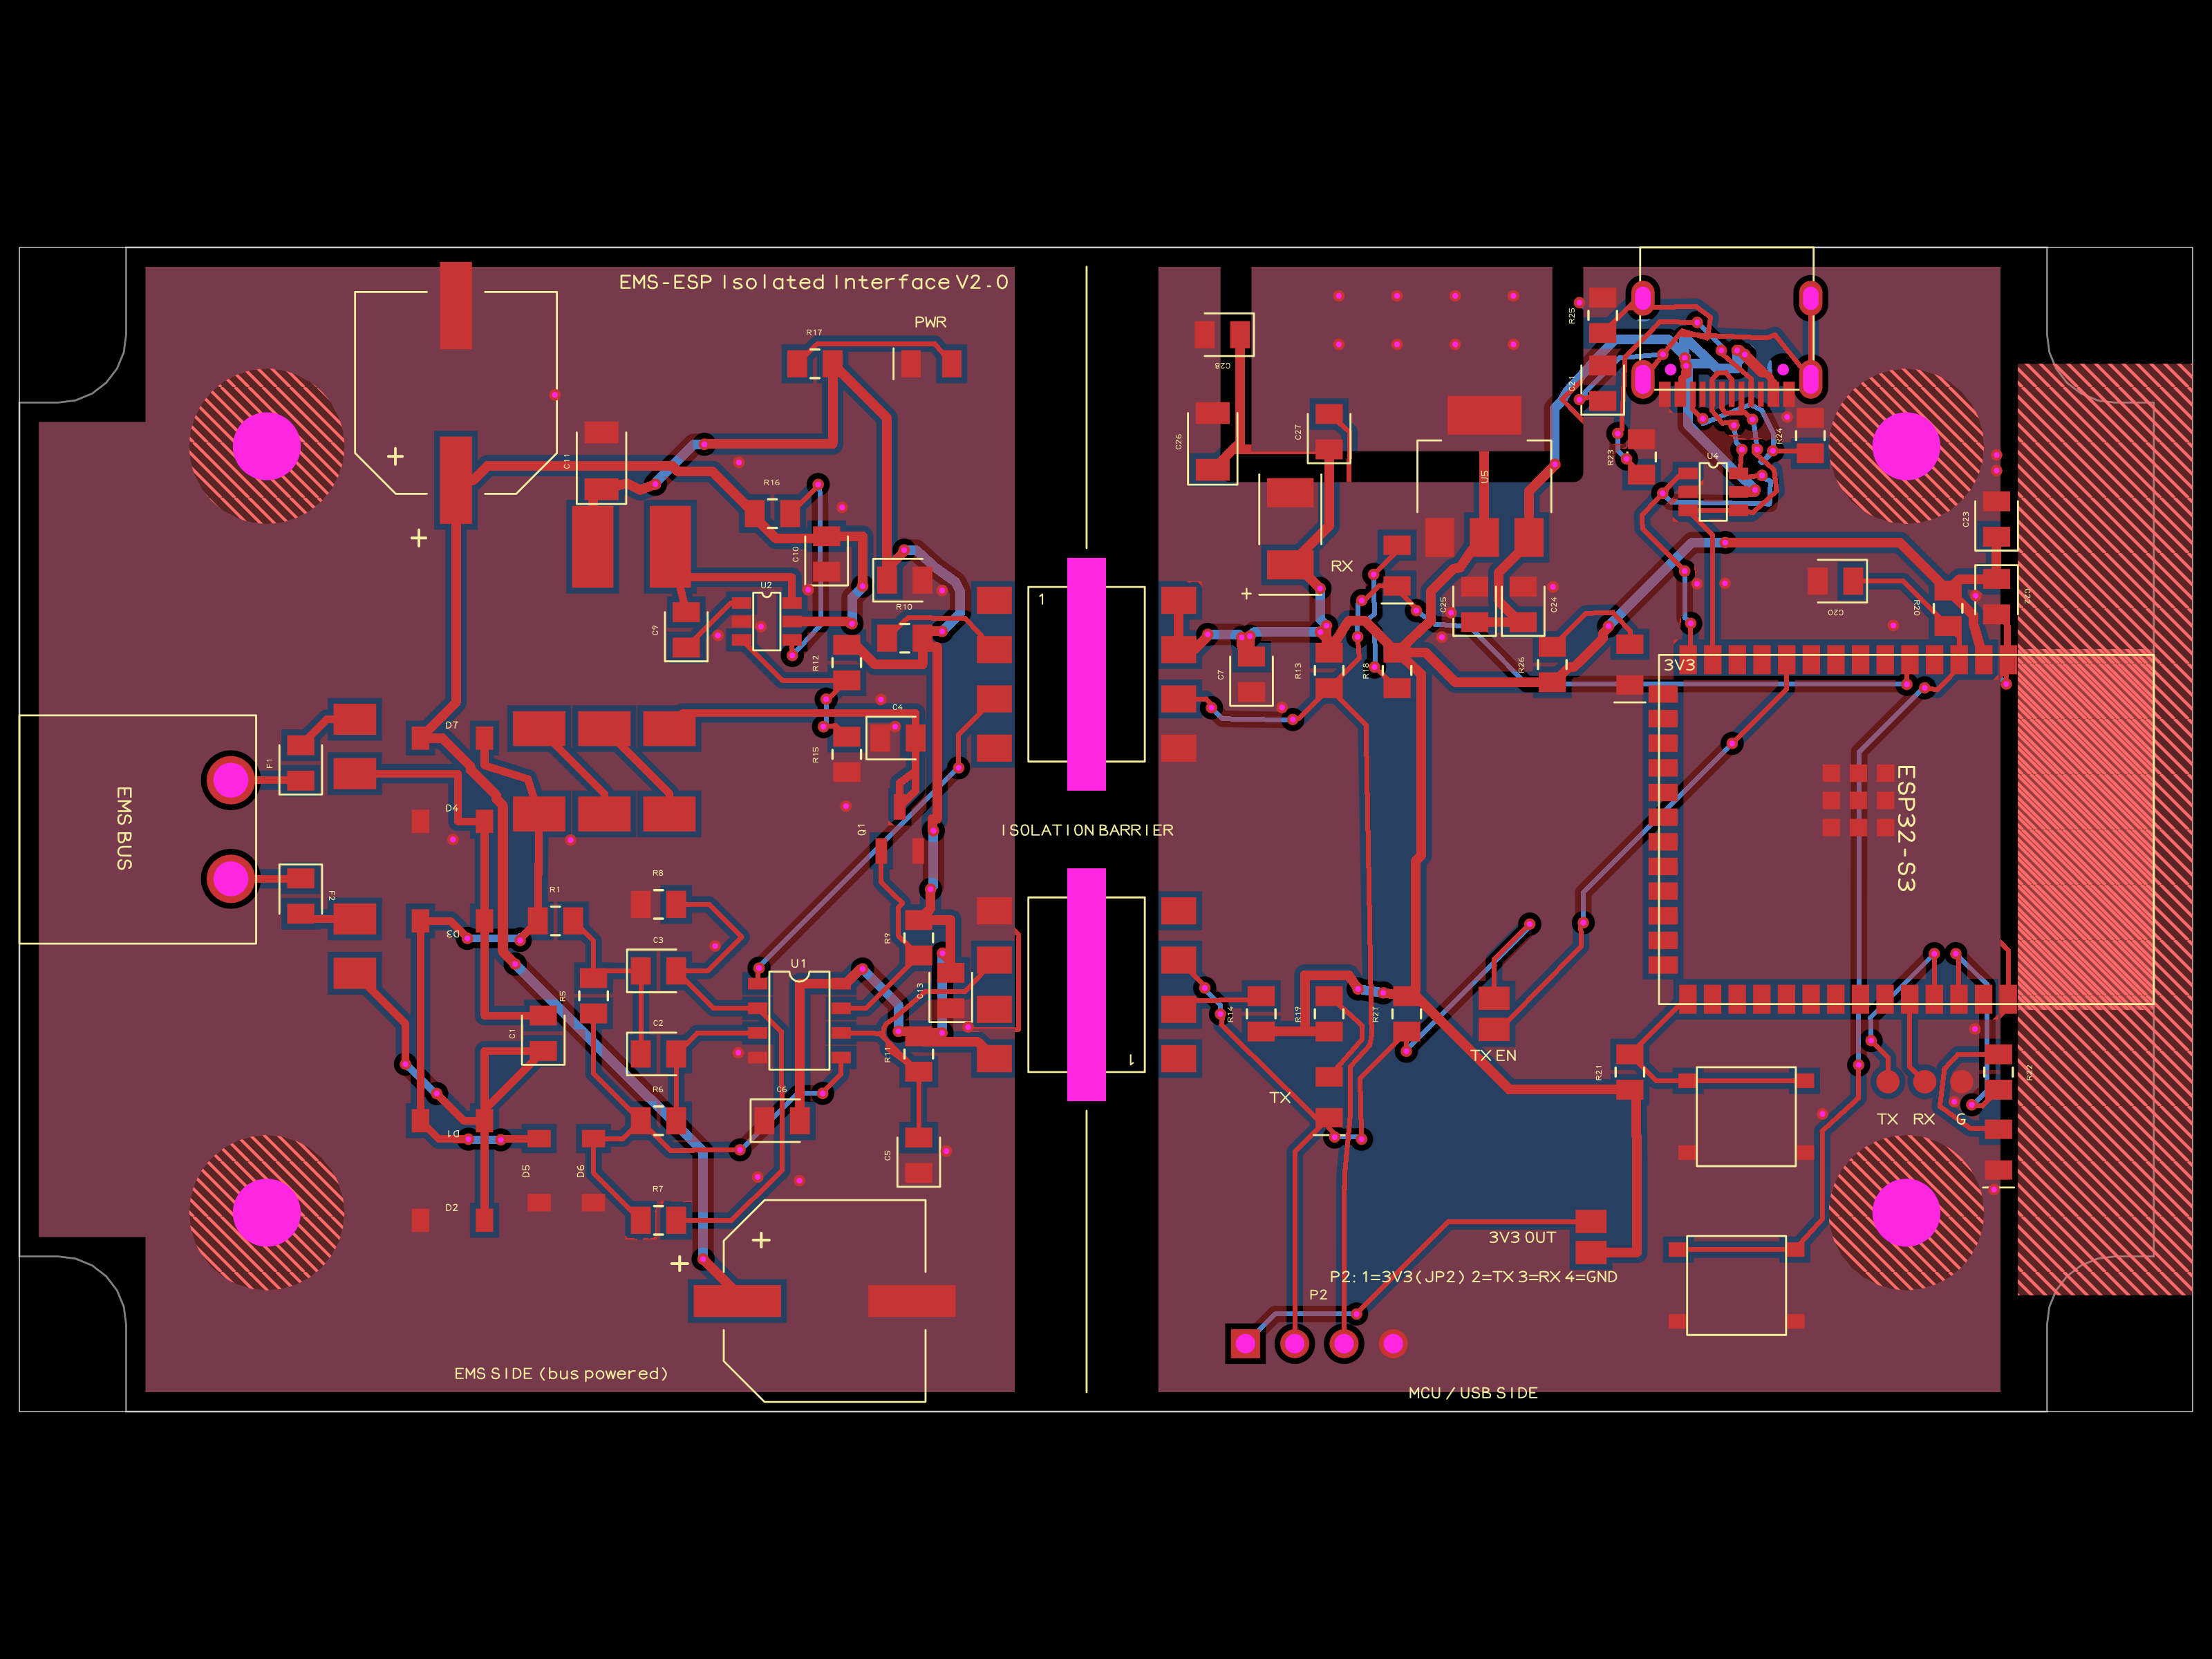 EMS-ESP Isolated Interface V2.0
PWR
R17
R25
C28
C21
C26
C27
C11
+
R16
U5
R23
R24
U4
C23
+
C10
RX
U2
+
1
C25
C24
C20
R20
C22
R10
C9
R12
C7
R13
R18
R26
3V3
C4
D7
R15
F1
D4
EMS BUS
Q1
ISOLATION BARRIER
ESP32-S3
R8
R1
F2
D3
R9
C3
U1
C13
R5
R14
R19
R27
C2
C1
R11
1
TX EN
R21
R22
R6
C6
TX
TX RX G
D1
C5
D5
D6
R7
D2
+
+
3V3 OUT
P2: 1=3V3(JP2) 2=TX 3=RX 4=GND
P2
EMS SIDE (bus powered)
MCU / USB SIDE